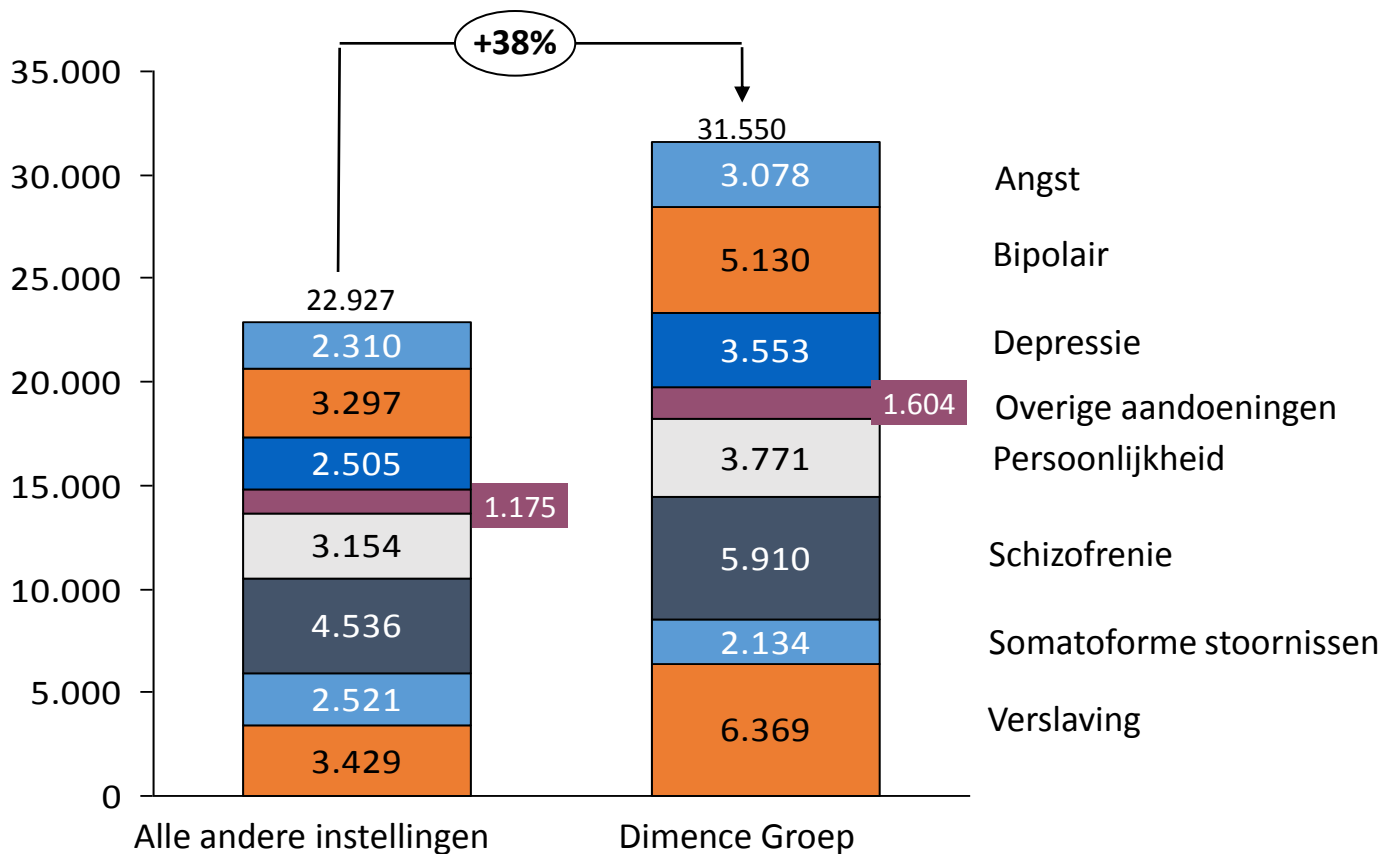 +38%
35.000
30.000
25.000
20.000
15.000
10.000
5.000
0
22.927
2.310
3.297
2.505
1.175
3.154
4.536
2.521
3.429
31.550
3.078
5.130
3.553
1.604
3.771
5.910
2.134
6.369
Angst
Bipolair
Depressie
Overige aandoeningen
Persoonlijkheid
Schizofrenie
Somatoforme stoornissen
Verslaving
Alle andere instellingen
Dimence Groep